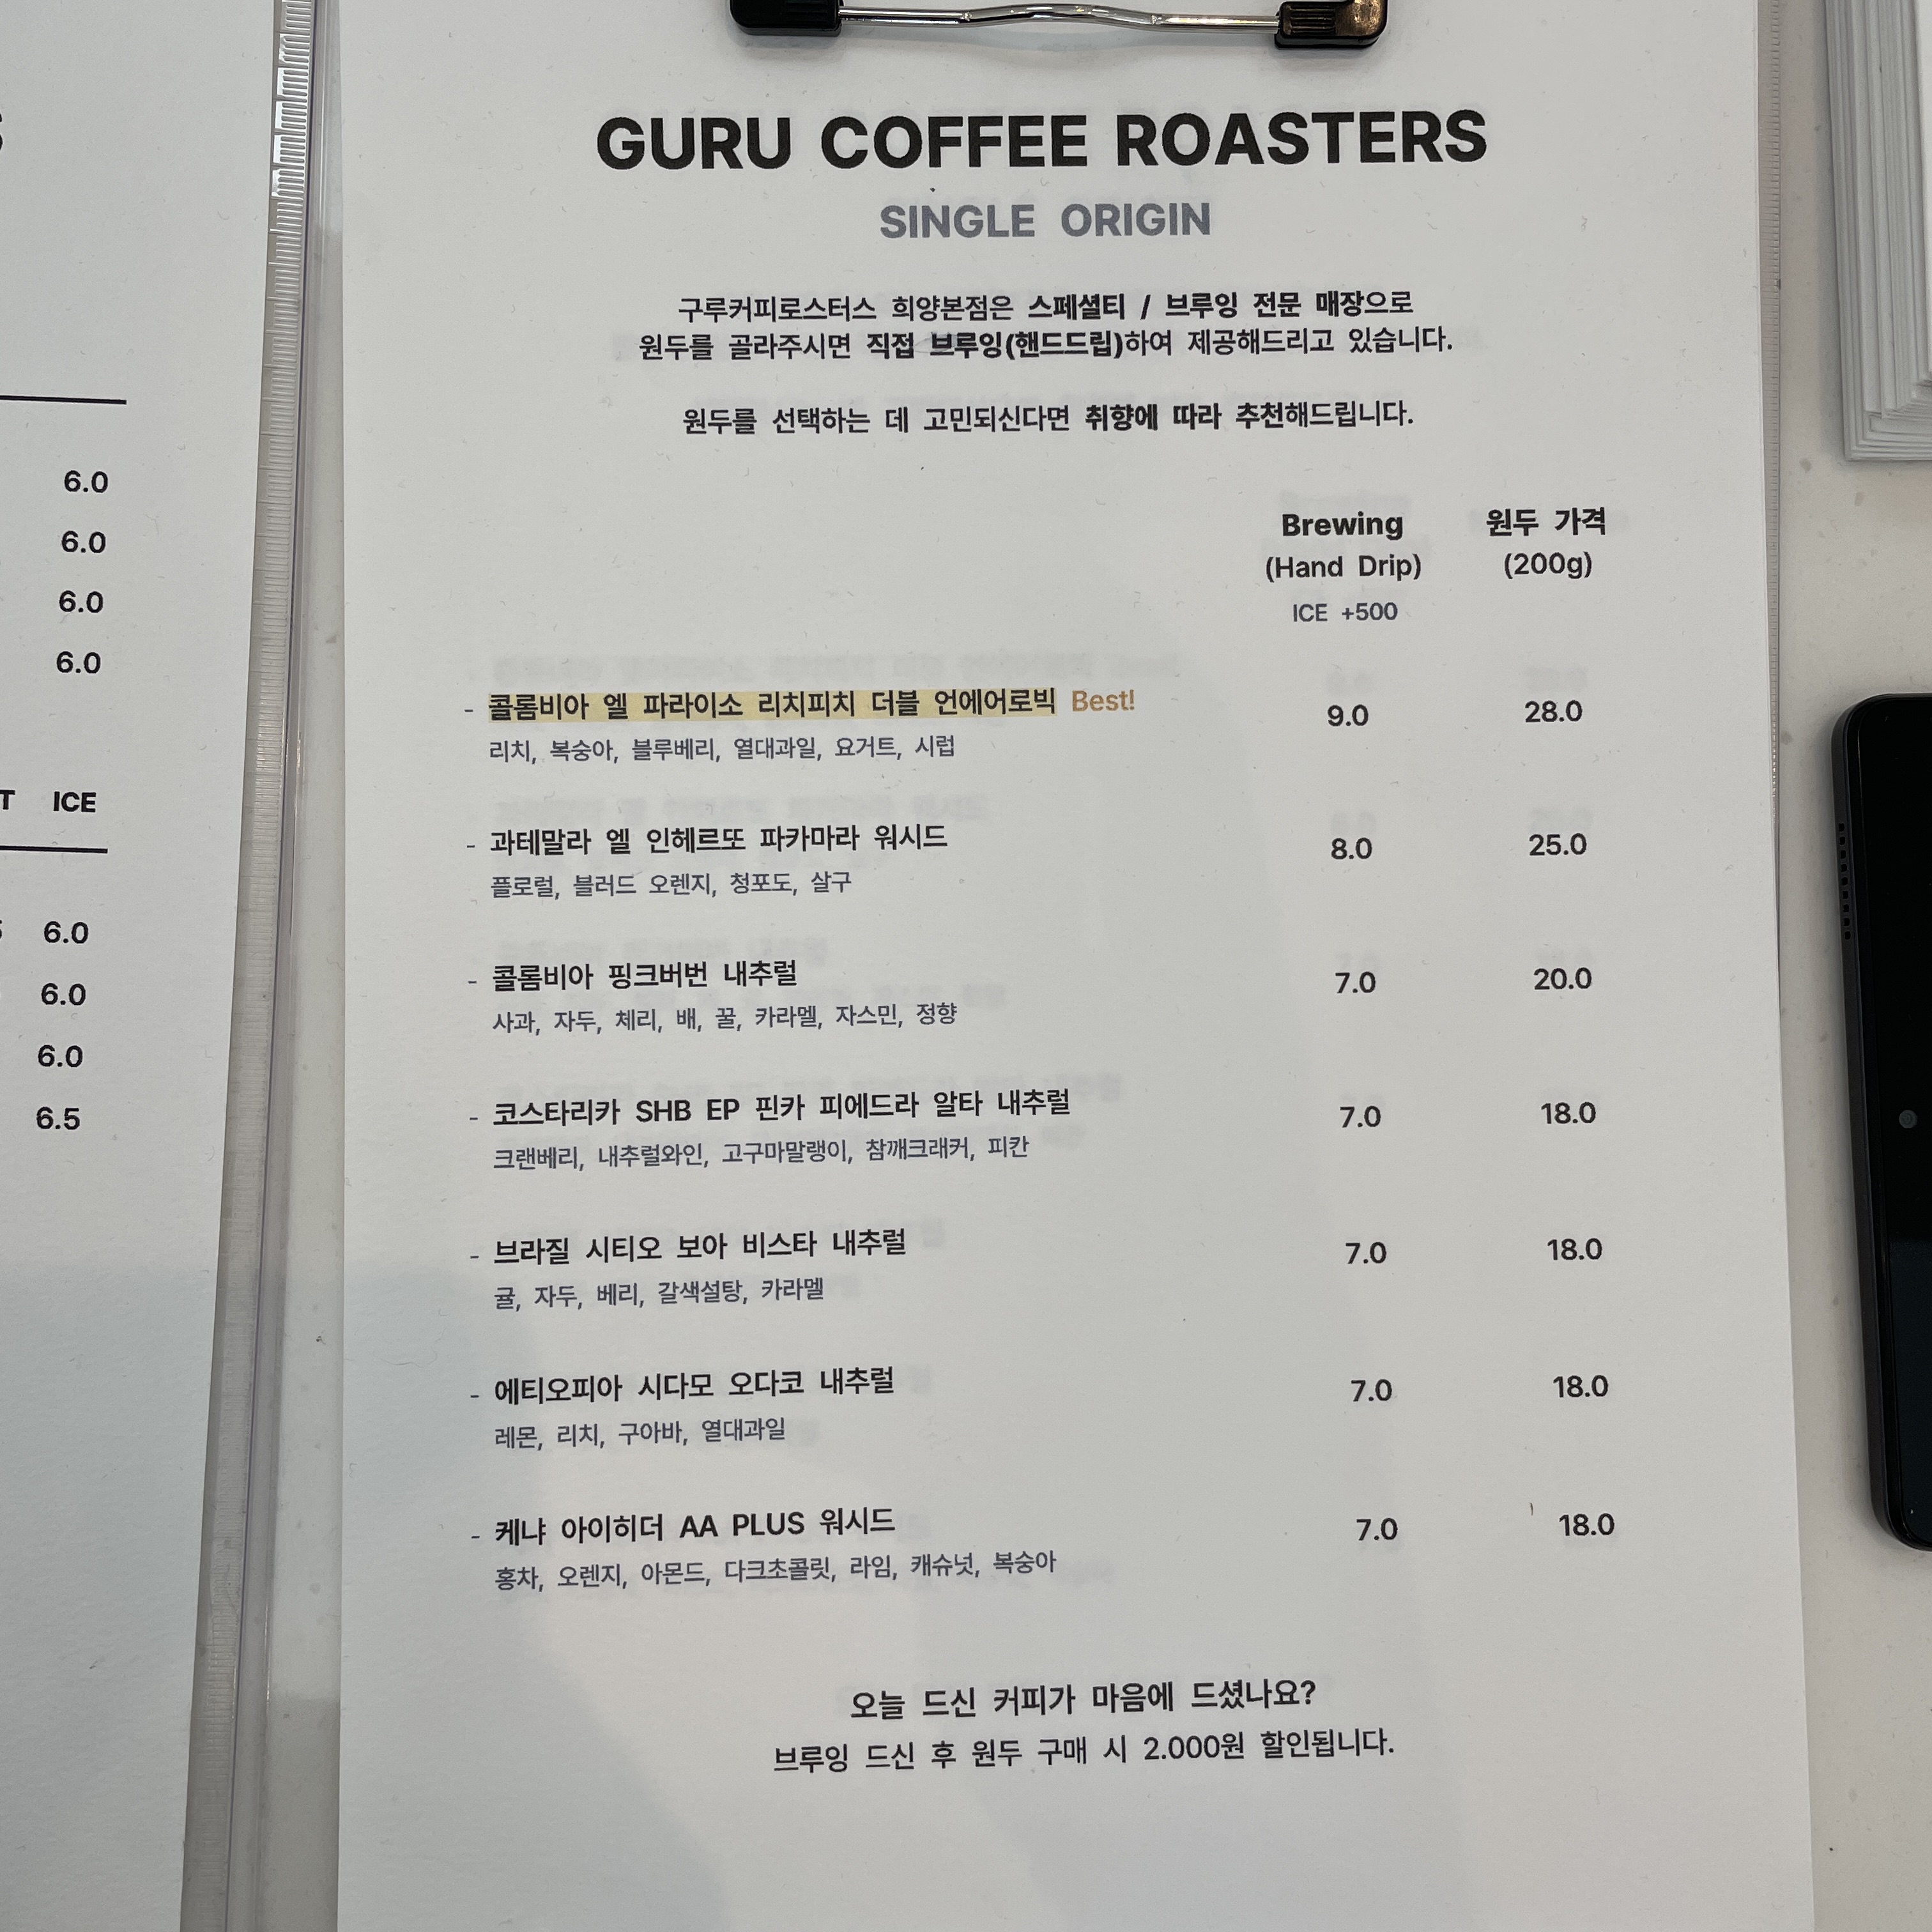 GURU COFFEE ROASTERS
SINGLE ORIGIN
구루커피로스터스 희양본점은 스페셜티 / 브루잉 전문 매장으로
원두를 골라주시면 직접 브루잉(핸드드립)하여 제공해드리고 있습니다.
원두를 선택하는 데 고민되신다면 취향에 따라 추천해드립니다.
Brewing 원두 가격
(Hand Drip) (200g)
ICE +500
- 콜롬비아 엘 파라이소 리치피치 더블 언에어로빅 Best! 9.0 28.0
리치, 복숭아, 블루베리, 열대과일, 요거트, 시럽
- 과테말라 엘 인헤르또 파카마라 워시드 8.0 25.0
플로럴, 블러드 오렌지, 청포도, 살구
- 콜롬비아 핑크버번 내추럴 7.0 20.0
사과, 자두, 체리, 배, 꿀, 카라멜, 자스민, 정향
- 코스타리카 SHB EP 핀카 피에드라 알타 내추럴 7.0 18.0
크랜베리, 내추럴와인, 고구마말랭이, 참깨크래커, 피칸
- 브라질 시티오 보아 비스타 내추럴 7.0 18.0
귤, 자두, 베리, 갈색설탕, 카라멜
- 에티오피아 시다모 오다코 내추럴 7.0 18.0
레몬, 리치, 구아바, 열대과일
- 케냐 아이히더 AA PLUS 워시드 7.0 18.0
홍차, 오렌지, 아몬드, 다크초콜릿, 라임, 캐슈넛, 복숭아
오늘 드신 커피가 마음에 드셨나요?
브루잉 드신 후 원두 구매 시 2.000원 할인됩니다.
6.0
6.0
6.0
6.0
ICE
6.0
6.0
6.0
6.5